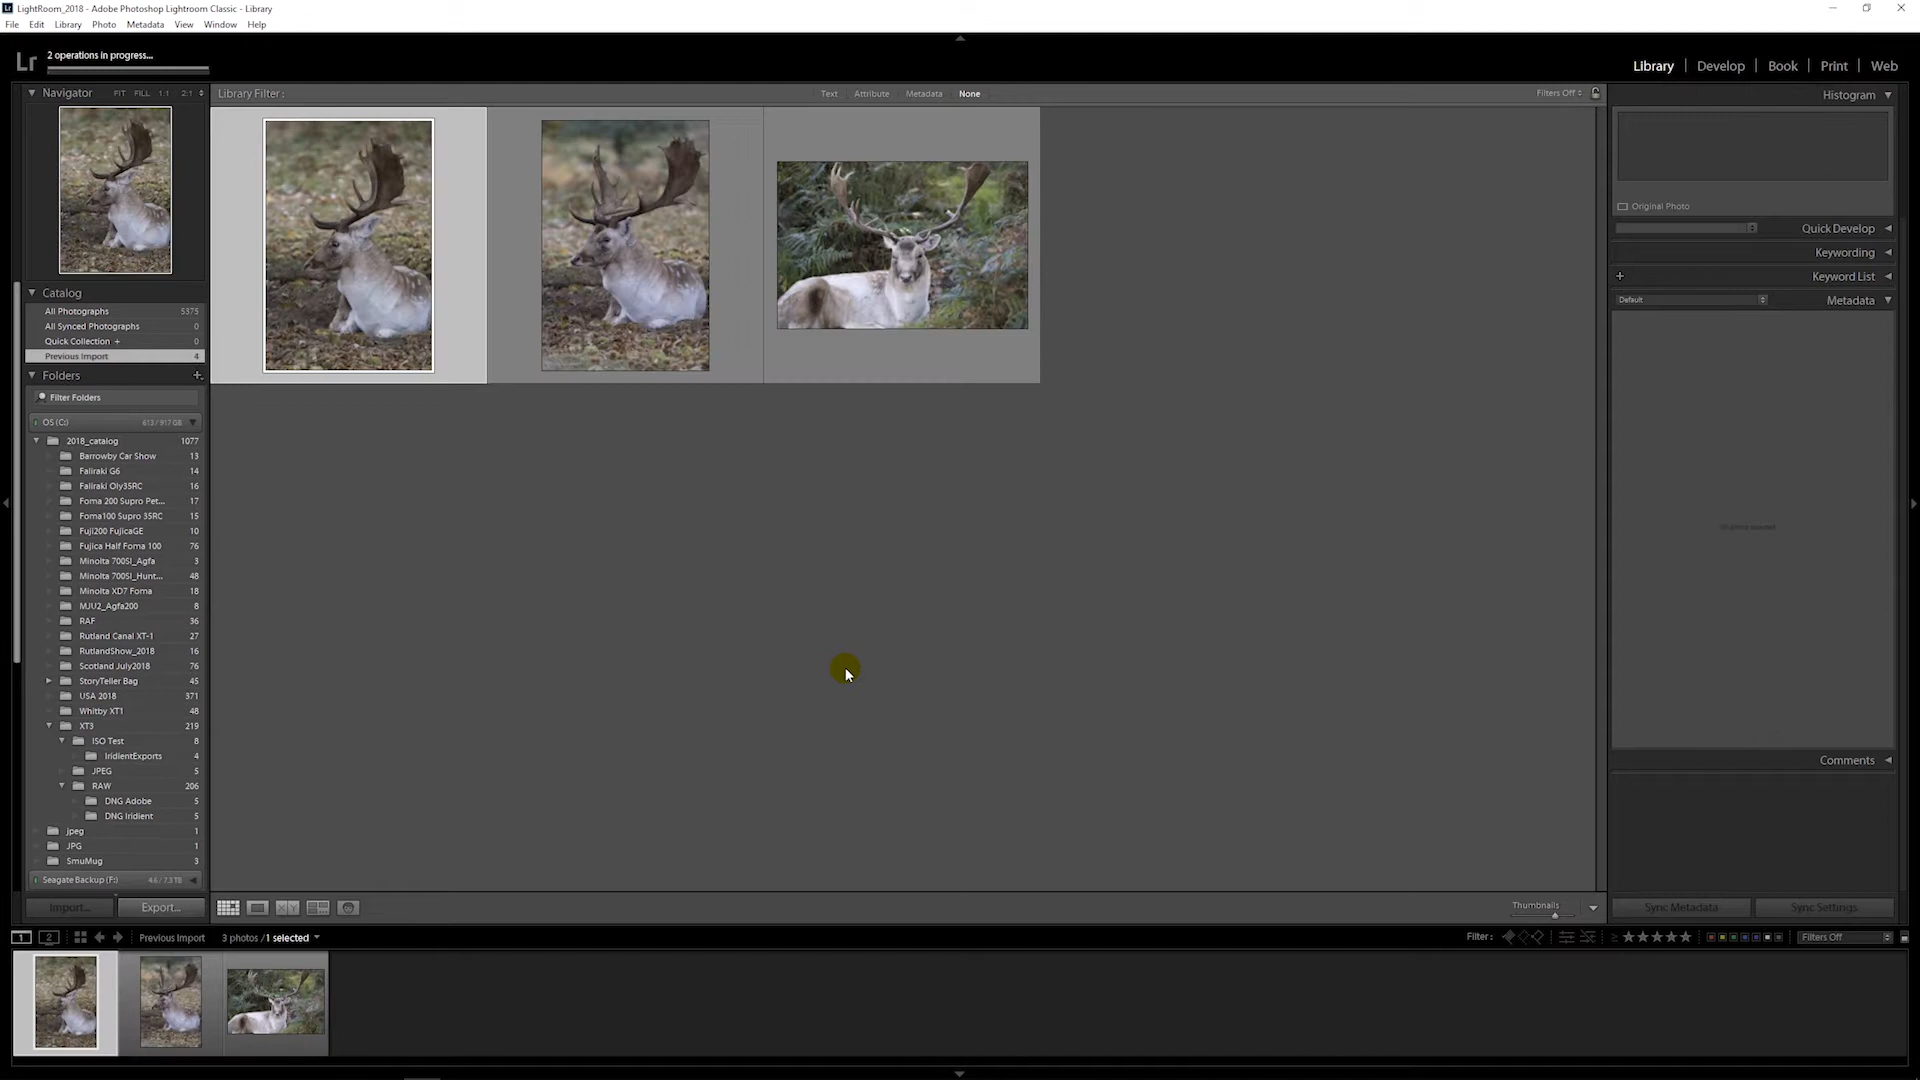 LightRoom_2018 - Adobe Photoshop Lightroom Classic - Library
File Edit Library Photo Metadata View Window Help
Lr 2 operations in progress...
Library | Develop | Book | Print | Web
Navigator FIT FILL 1:1 2:1
Library Filter : Text Attribute Metadata None Filters Off
Histogram
Original Photo
Quick Develop
Keywording
+ Keyword List
Default Metadata
Comments
Catalog
All Photographs 5375
All Synced Photographs 0
Quick Collection + 0
Previous Import 4
Folders +
Filter Folders
OS (C:) 613 / 917 GB
2018_catalog 1077
Barrowby Car Show 13
Faliraki G6 14
Faliraki Oly35RC 16
Foma 200 Supro Pet... 17
Foma100 Supro 35RC 15
Fuji200 FujicaGE 10
Fujica Half Foma 100 76
Minolta 700SI_Agfa 3
Minolta 700SI_Hunt... 48
Minolta XD7 Foma 18
MJU2_Agfa200 8
RAF 36
Rutland Canal XT-1 27
RutlandShow_2018 16
Scotland July2018 76
StoryTeller Bag 45
USA 2018 371
Whitby XT1 48
XT3 219
ISO Test 8
IridientExports 4
JPEG 5
RAW 206
DNG Adobe 5
DNG Iridient 5
Jpeg 1
JPG 1
SmuMug 3
Seagate Backup (F:) 4.6 / 7.3 TB
Import... Export...
Thumbnails
Sync Metadata Sync Settings
1 2 Previous Import 3 photos / 1 selected
Filter : ≥ Filters Off